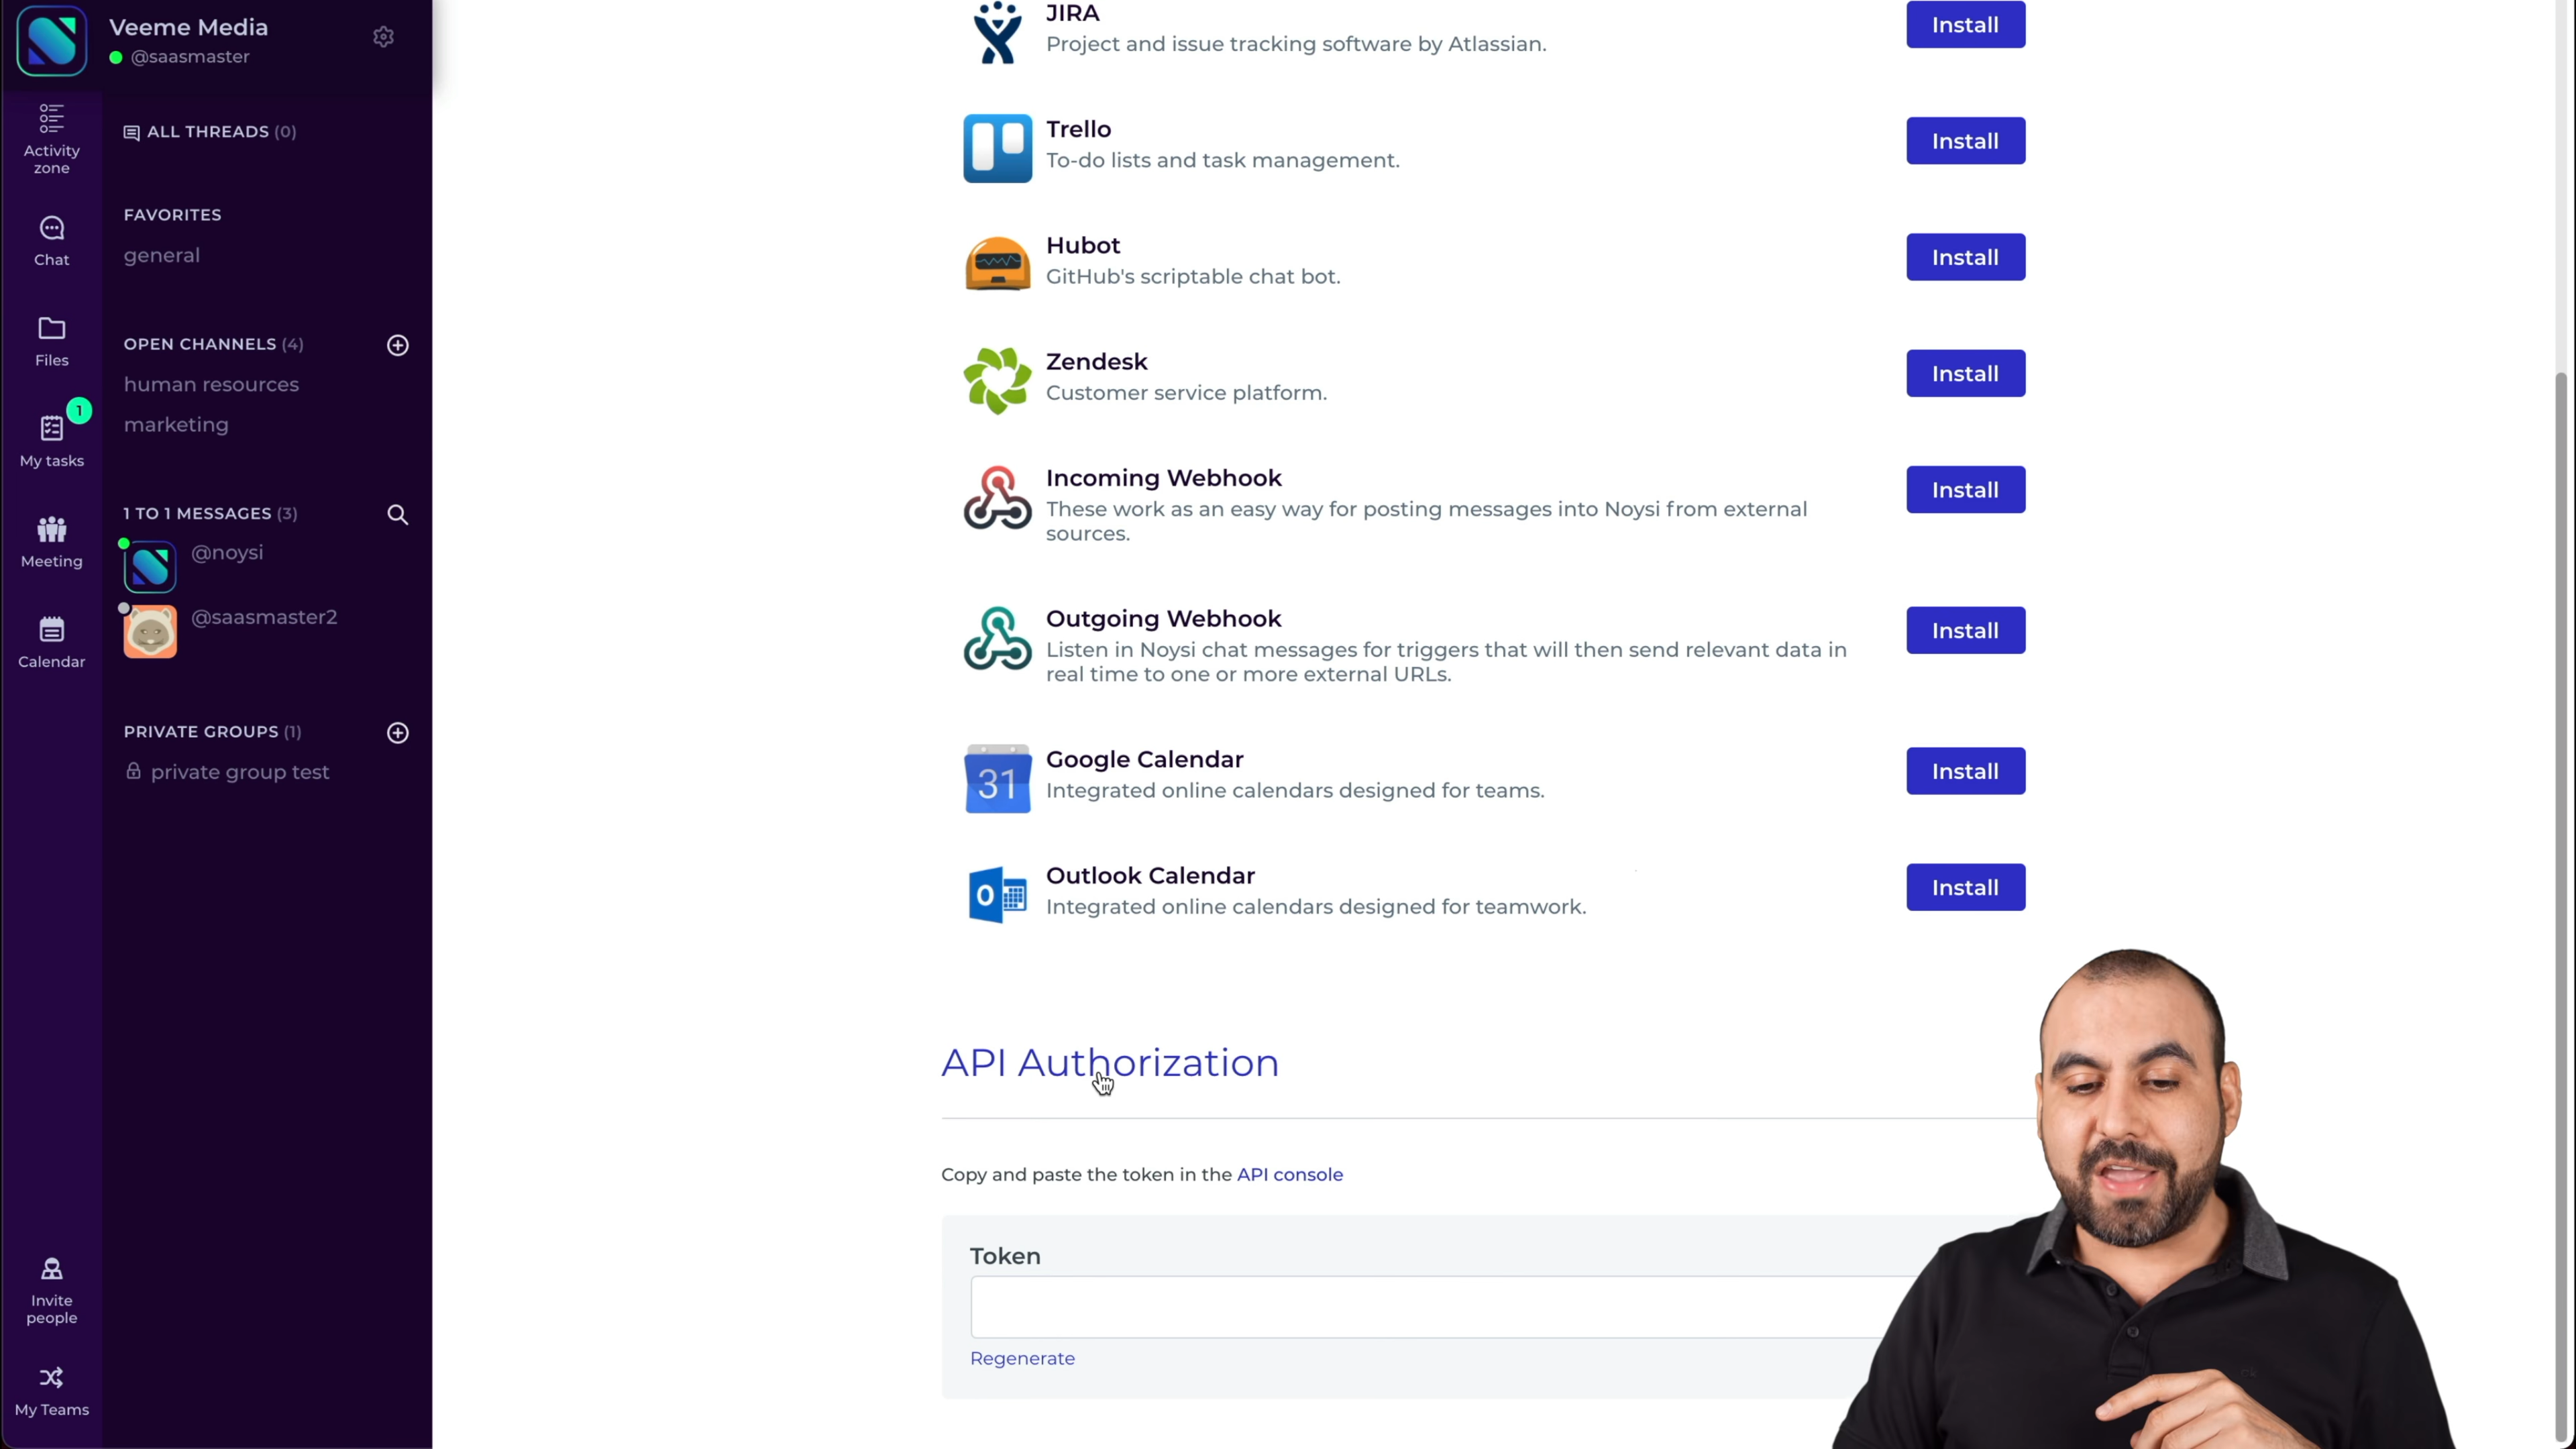 Veeme Media
@saasmaster
Activity
zone
Chat
Files
1
My tasks
Meeting
Calendar
Invite
people
My Teams
ALL THREADS (0)
FAVORITES
general
OPEN CHANNELS (4)
human resources
marketing
1 TO 1 MESSAGES (3)
@noysi
@saasmaster2
PRIVATE GROUPS (1)
private group test
JIRA
Project and issue tracking software by Atlassian.
Install
Trello
To-do lists and task management.
Install
Hubot
GitHub's scriptable chat bot.
Install
Zendesk
Customer service platform.
Install
Incoming Webhook
These work as an easy way for posting messages into Noysi from external
sources.
Install
Outgoing Webhook
Listen in Noysi chat messages for triggers that will then send relevant data in
real time to one or more external URLs.
Install
31
Google Calendar
Integrated online calendars designed for teams.
Install
O
Outlook Calendar
Integrated online calendars designed for teamwork.
Install
API Authorization
Copy and paste the token in the API console
Token
Regenerate